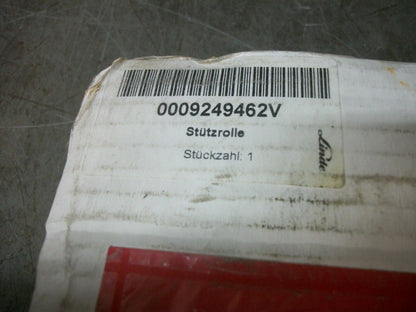 0009249462V
Stützrolle
Stückzahl: 1
Linde